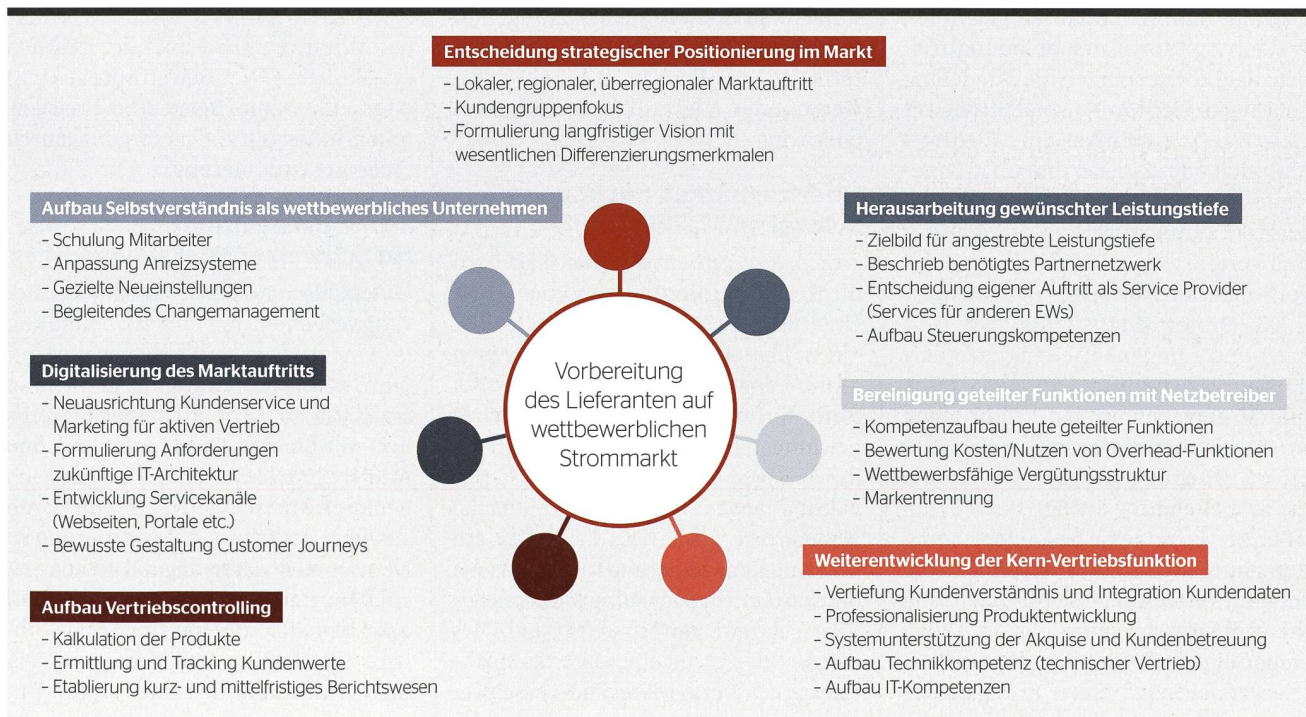 Entscheidung strategischer Positionierung im Markt
– Lokaler, regionaler, überregionaler Marktauftritt
– Kundengruppenfokus
– Formulierung langfristiger Vision mit
wesentlichen Differenzierungsmerkmalen
Aufbau Selbstverständnis als wettbewerbliches Unternehmen
– Schulung Mitarbeiter
– Anpassung Anreizsysteme
– Gezielte Neueinstellungen
– Begleitendes Changemanagement
Herausarbeitung gewünschter Leistungstiefe
– Zielbild für angestrebte Leistungstiefe
– Beschrieb benötigtes Partnernetzwerk
– Entscheidung eigener Auftritt als Service Provider
(Services für anderen EWs)
– Aufbau Steuerungskompetenzen
Digitalisierung des Marktauftritts
– Neuausrichtung Kundenservice und
Marketing für aktiven Vertrieb
– Formulierung Anforderungen
zukünftige IT-Architektur
– Entwicklung Servicekanäle
(Webseiten, Portale etc.)
– Bewusste Gestaltung Customer Journeys
Vorbereitung
des Lieferanten auf
wettbewerblichen
Strommarkt
Bereinigung geteilter Funktionen mit Netzbetreiber
– Kompetenzaufbau heute geteilter Funktionen
– Bewertung Kosten/Nutzen von Overhead-Funktionen
– Wettbewerbsfähige Vergütungsstruktur
– Markentrennung
Aufbau Vertriebscontrolling
– Kalkulation der Produkte
– Ermittlung und Tracking Kundenwerte
– Etablierung kurz- und mittelfristiges Berichtswesen
Weiterentwicklung der Kern-Vertriebsfunktion
– Vertiefung Kundenverständnis und Integration Kundendaten
– Professionalisierung Produktentwicklung
– Systemunterstützung der Akquise und Kundenbetreuung
– Aufbau Technikkompetenz (technischer Vertrieb)
– Aufbau IT-Kompetenzen